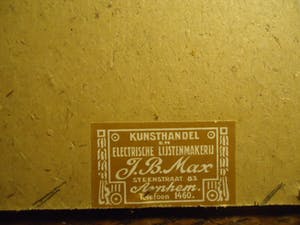 KUNSTHANDEL
EN
ELECTRISCHE LIJSTENMAKERIJ
J.B. Max
STEENSTRAAT 83
Arnhem.
Telefoon 1460.